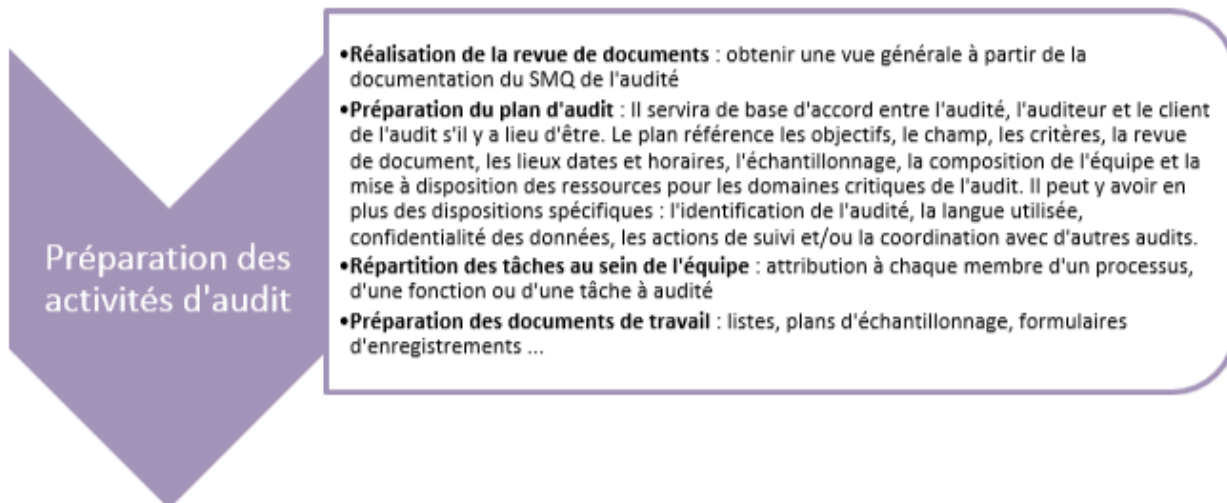 Préparation des
activités d'audit
•Réalisation de la revue de documents : obtenir une vue générale à partir de la
documentation du SMQ de l'audité
•Préparation du plan d'audit : Il servira de base d'accord entre l'audité, l'auditeur et le client
de l'audit s'il y a lieu d'être. Le plan référence les objectifs, le champ, les critères, la revue
de document, les lieux dates et horaires, l'échantillonnage, la composition de l'équipe et la
mise à disposition des ressources pour les domaines critiques de l'audit. Il peut y avoir en
plus des dispositions spécifiques : l'identification de l'audité, la langue utilisée,
confidentialité des données, les actions de suivi et/ou la coordination avec d'autres audits.
•Répartition des tâches au sein de l'équipe : attribution à chaque membre d'un processus,
d'une fonction ou d'une tâche à audité
•Préparation des documents de travail : listes, plans d'échantillonnage, formulaires
d'enregistrements ...